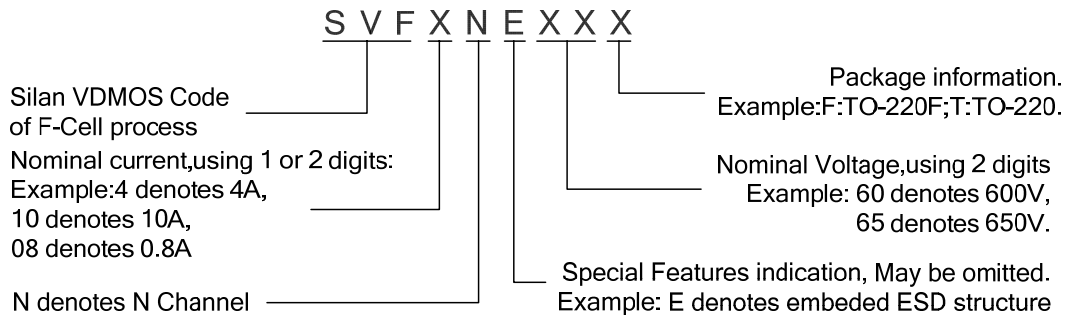 S V F X N E X X X
Silan VDMOS Code
of F-Cell process
Nominal current,using 1 or 2 digits:
Example:4 denotes 4A,
10 denotes 10A,
08 denotes 0.8A
N denotes N Channel
Package information.
Example:F:TO-220F;T:TO-220.
Nominal Voltage,using 2 digits
Example: 60 denotes 600V,
65 denotes 650V.
Special Features indication, May be omitted.
Example: E denotes embeded ESD structure